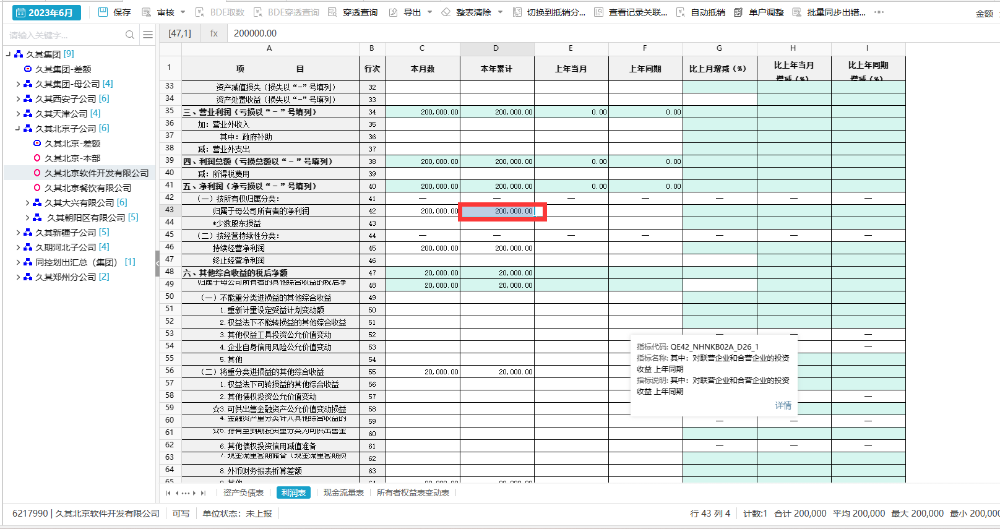 2023年6月 保存 审核 BDE取数 BDE穿透查询 穿透查询 导出 整表清除 切换到抵销分... 查看记录关联... 自动抵销 单户调整 批量同步出错... 金额
请输入关键字...
久其集团 [9]
久其集团-差额
久其集团-母公司 [4]
久其西安子公司 [6]
久其天津公司 [4]
久其北京子公司 [6]
久其北京-差额
久其北京-本部
久其北京软件开发有限公司
久其北京餐饮有限公司
久其大兴有限公司 [6]
久其朝阳区有限公司 [5]
久其新疆子公司 [5]
久期河北子公司 [4]
同控划出汇总（集团） [1]
久其郑州分公司 [2]
[47,1] fx 200000.00
A B C D E F G H I
1 项 目 行次 本月数 本年累计 上年当月 上年同期 比上月增减（%） 比上年当月增减（%） 比上年同期增减（%）
33 资产减值损失（损失以“-”号填列） 32
34 资产处置收益（损失以“-”号填列） 33
35 三、营业利润（亏损以“－”号填列） 34 200,000.00 200,000.00 0.00 0.00
36 加：营业外收入 35
37 其中：政府补助 36
38 减：营业外支出 37
39 四、利润总额（亏损总额以“－”号填列） 38 200,000.00 200,000.00 0.00 0.00
40 减：所得税费用 39
41 五、净利润（净亏损以“－”号填列） 40 200,000.00 200,000.00 0.00 0.00
42 （一）按所有权归属分类： 41 — — — — — — —
43 归属于母公司所有者的净利润 42 200,000.00 200,000.00
44 *少数股东损益 43
45 （二）按经营持续性分类： 44 — — — — — — —
46 持续经营净利润 45 200,000.00 200,000.00
47 终止经营净利润 46
48 六、其他综合收益的税后净额 47 20,000.00 20,000.00
49 归属于母公司所有者的其他综合收益的税后净 48 20,000.00 20,000.00
50 （一）不能重分类进损益的其他综合收益 49
51 1.重新计量设定受益计划变动额 50
52 2.权益法下不能转损益的其他综合收益 51
53 3.其他权益工具投资公允价值变动 52 — — —
54 4.企业自身信用风险公允价值变动 53 —
55 5.其他 54
56 （二）将重分类进损益的其他综合收益 55 20,000.00 20,000.00
57 1.权益法下可转损益的其他综合收益 56
58 2.其他债权投资公允价值变动 57 —
59 ☆3.可供出售金融资产公允价值变动损益 58
60 4.金融资产重分类计入其他综合收益的 59 — — —
61 ☆5.持有至到期投资重分类为可供出售金 60
62 6.其他债权投资信用减值准备 61 — — —
63 7.现金流量套期储备（现金流量套期损 62
64 8.外币财务报表折算差额 63
65 9.其他 64 20,000.00 20,000.00
指标代码: QE42_NHNKB02A_D26_1
指标名称: 其中：对联营企业和合营企业的投资
收益 上年同期
指标说明: 其中：对联营企业和合营企业的投资
收益 上年同期
详情
资产负债表 利润表 现金流量表 所有者权益表变动表
6217990 | 久其北京软件开发有限公司 可写 单位状态：未上报 行 43 列 4 计数:1 合计 200,000 平均 200,000 最大 200,000 最小 200,000